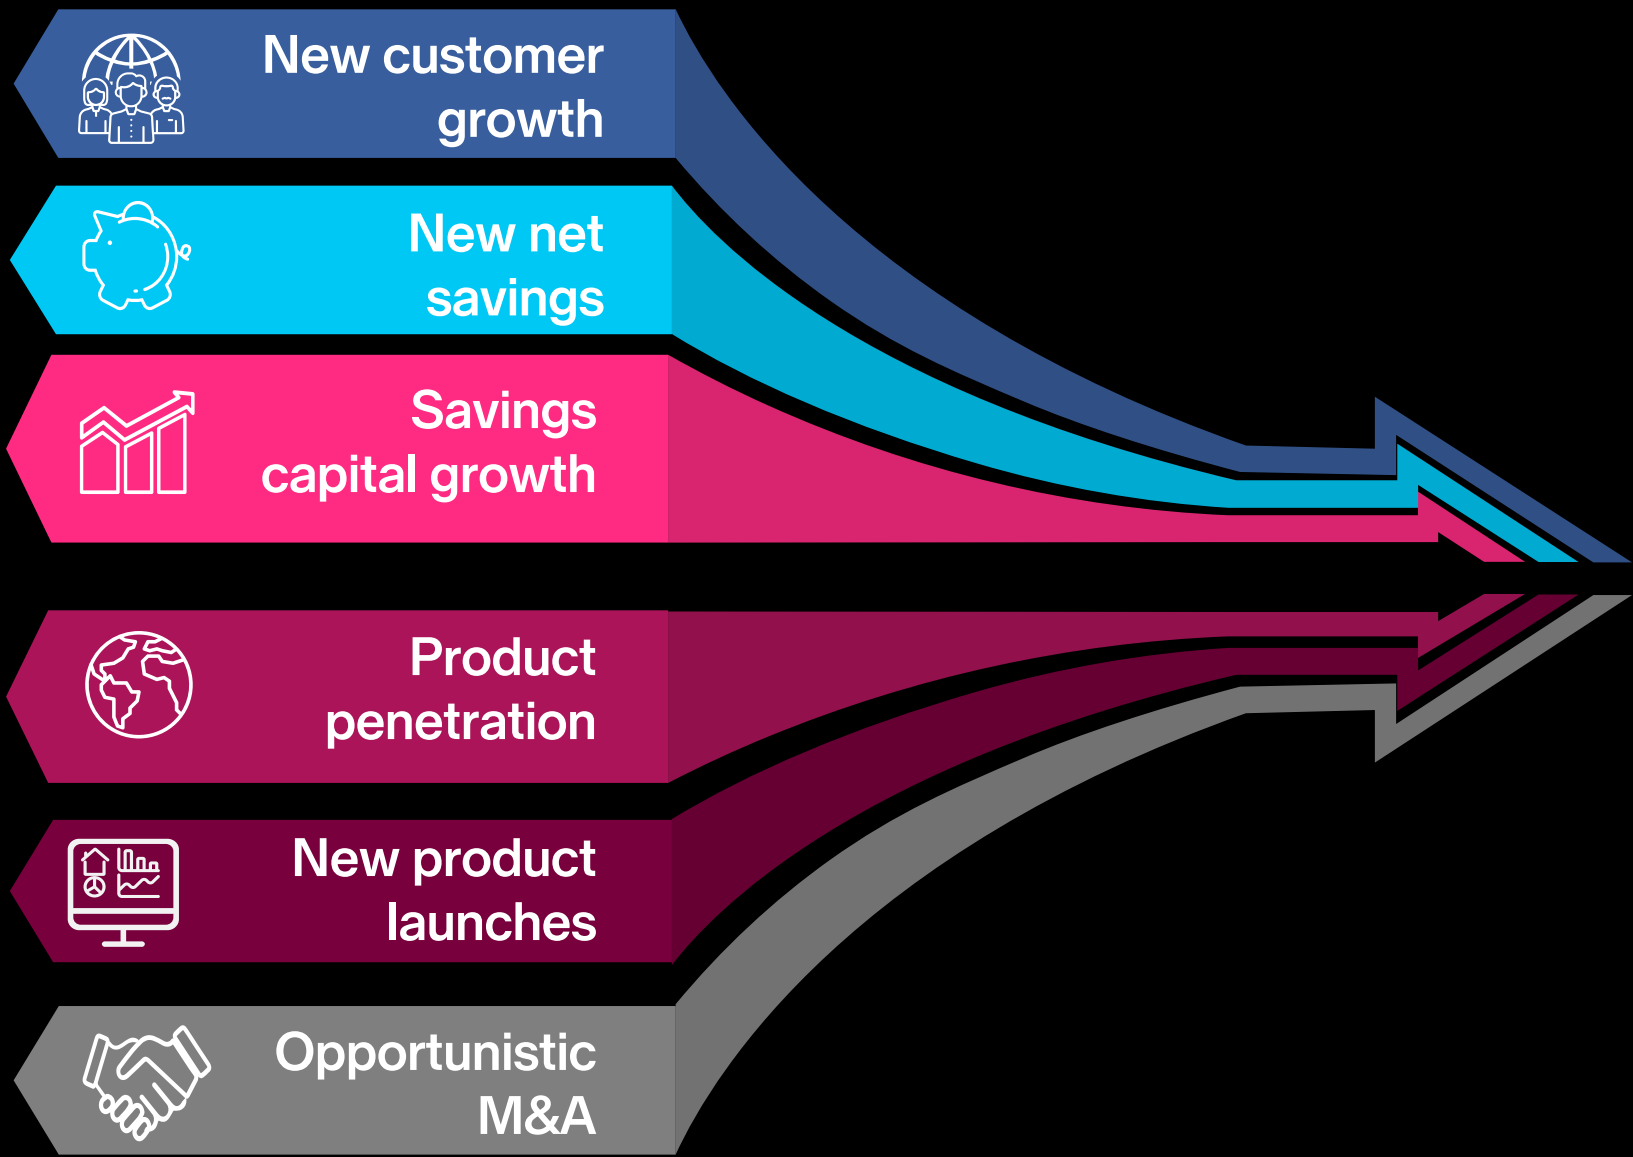 New customer
growth
New net
savings
Savings
capital growth
Product
penetration
New product
launches
Opportunistic
M&A